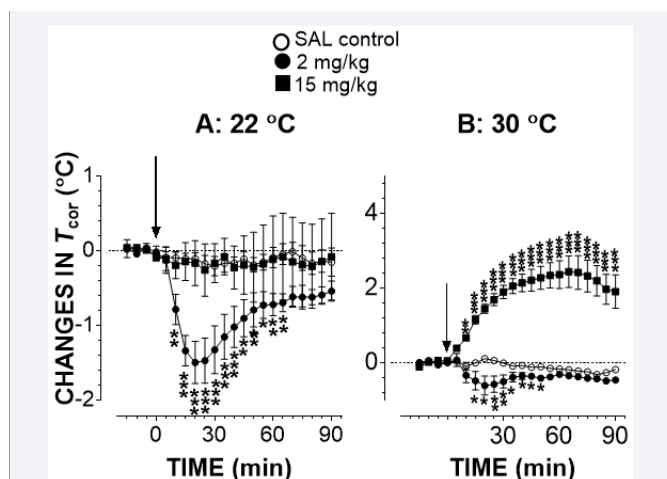 SAL control
2 mg/kg
15 mg/kg
A: 22 °C
B: 30 °C
CHANGES IN Tcor (°C)
1
0
-1
-2
0
30
60
90
TIME (min)
4
2
0
30
60
90
TIME (min)